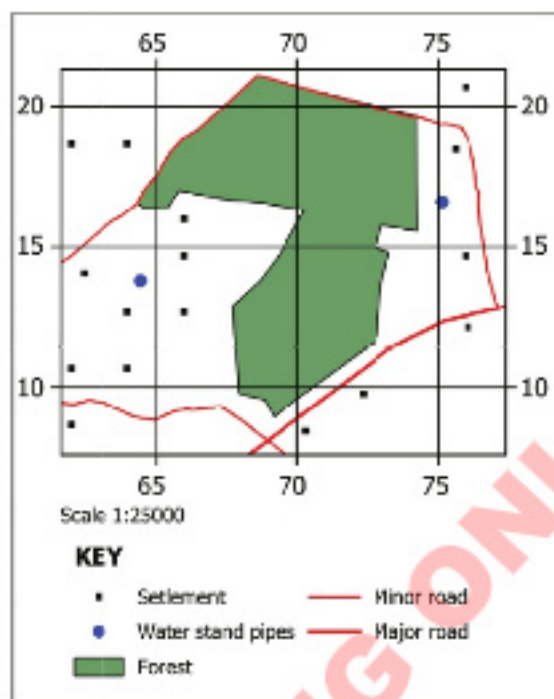 65 70 75
20 20
15 15
10 10
65 70 75
Scale 1:25000
KEY
Setlement Minor road
Water stand pipes Major road
Forest